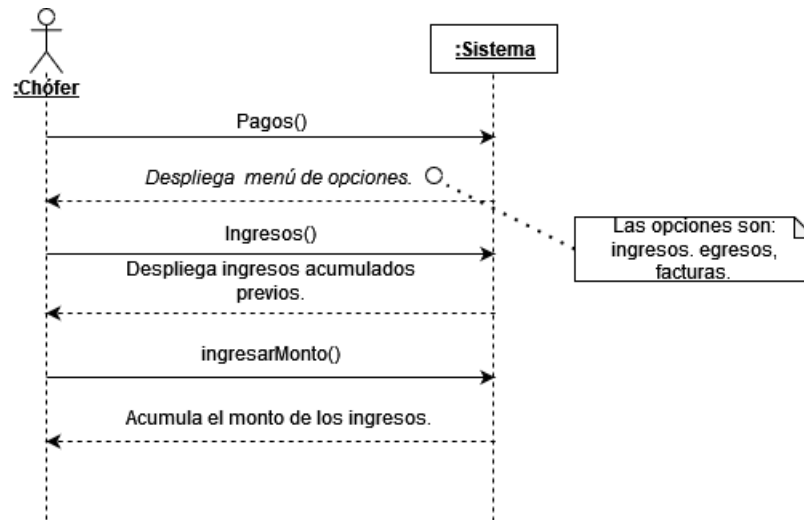 :Sistema
:Chófer
Pagos()
Despliega menú de opciones.
Las opciones son:
ingresos. egresos,
facturas.
Ingresos()
Despliega ingresos acumulados
previos.
ingresarMonto()
Acumula el monto de los ingresos.